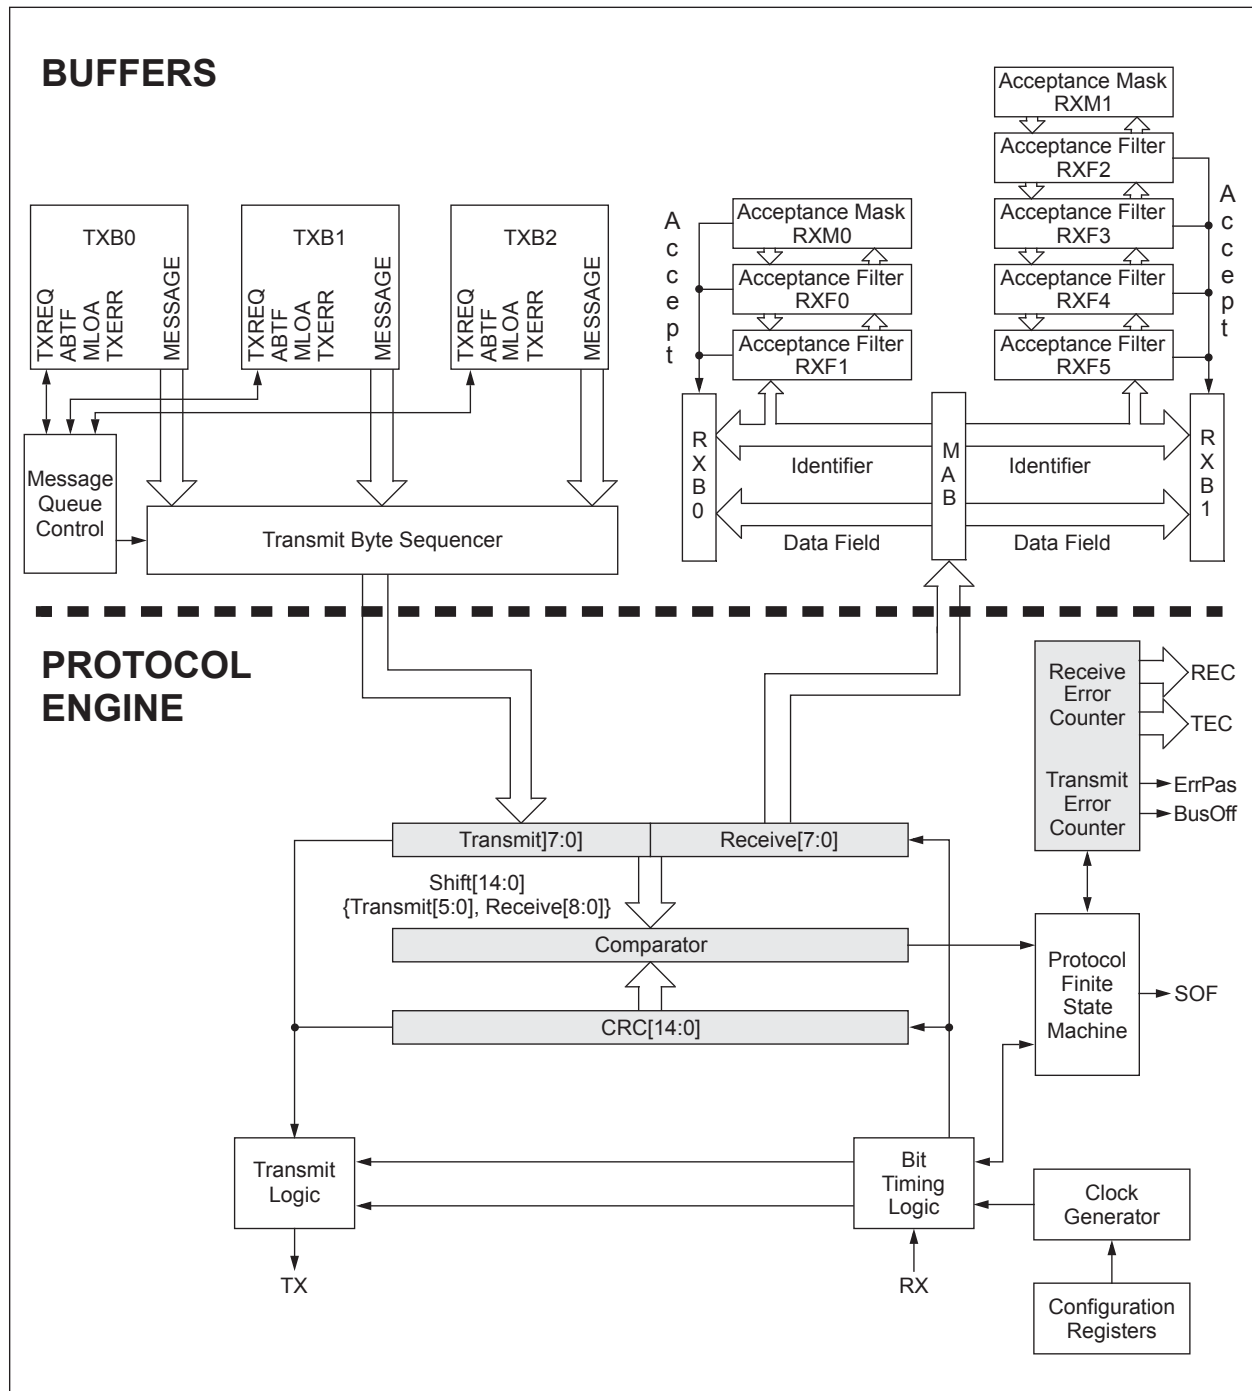 BUFFERS
TXB0
TXREQ
ABTF
MLOA
TXERR
MESSAGE
TXB1
TXREQ
ABTF
MLOA
TXERR
MESSAGE
TXB2
TXREQ
ABTF
MLOA
TXERR
MESSAGE
Message
Queue
Control
Transmit Byte Sequencer
Accept
Acceptance Mask
RXM0
Acceptance Filter
RXF0
Acceptance Filter
RXF1
Acceptance Mask
RXM1
Acceptance Filter
RXF2
Acceptance Filter
RXF3
Acceptance Filter
RXF4
Acceptance Filter
RXF5
Accept
RXB0
Identifier
Data Field
MAB
Identifier
Data Field
RXB1
PROTOCOL
ENGINE
Receive
Error
Counter
Transmit
Error
Counter
REC
TEC
ErrPas
BusOff
Transmit]7:0]
Receive[7:0]
Shift[14:0]
{Transmit[5:0], Receive[8:0]}
Comparator
CRC[14:0]
Protocol
Finite
State
Machine
SOF
Transmit
Logic
Bit
Timing
Logic
Clock
Generator
TX
RX
Configuration
Registers